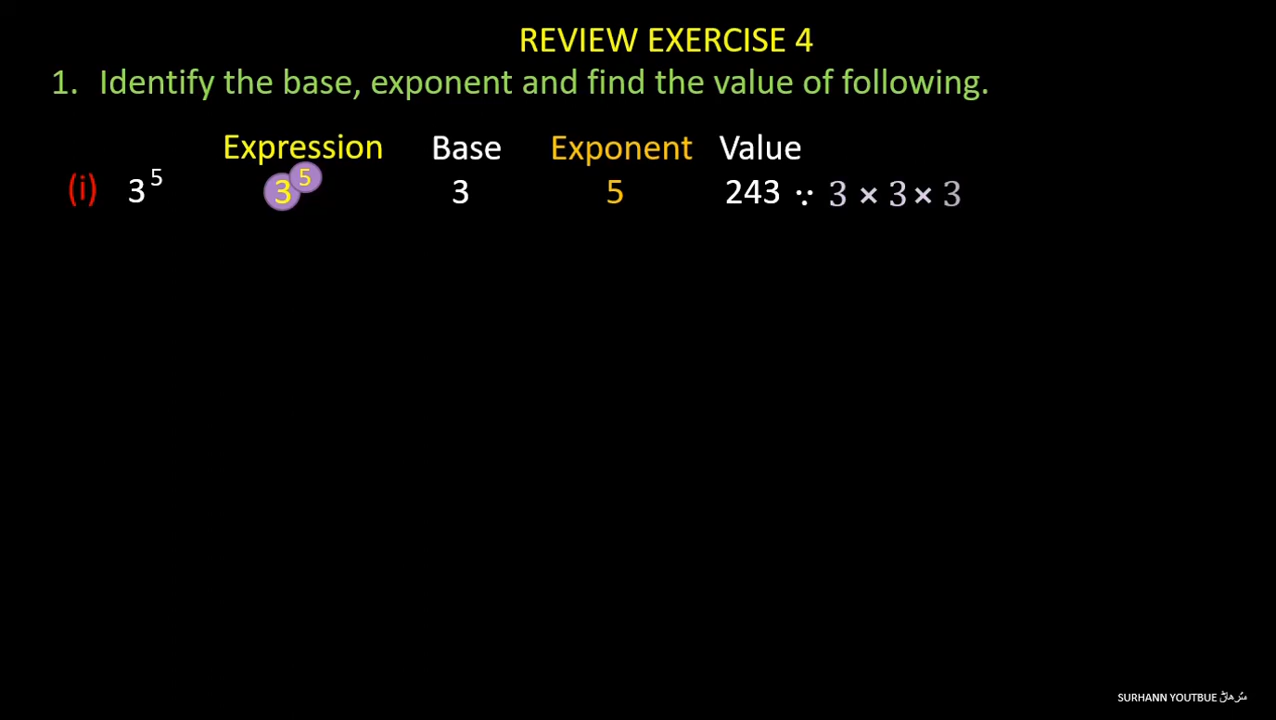 REVIEW EXERCISE 4
1. Identify the base, exponent and find the value of following.
Expression Base Exponent Value
(i) 3⁵ 3⁵ 3 5 243 ∵ 3 × 3 × 3
SURHANN YOUTBUE